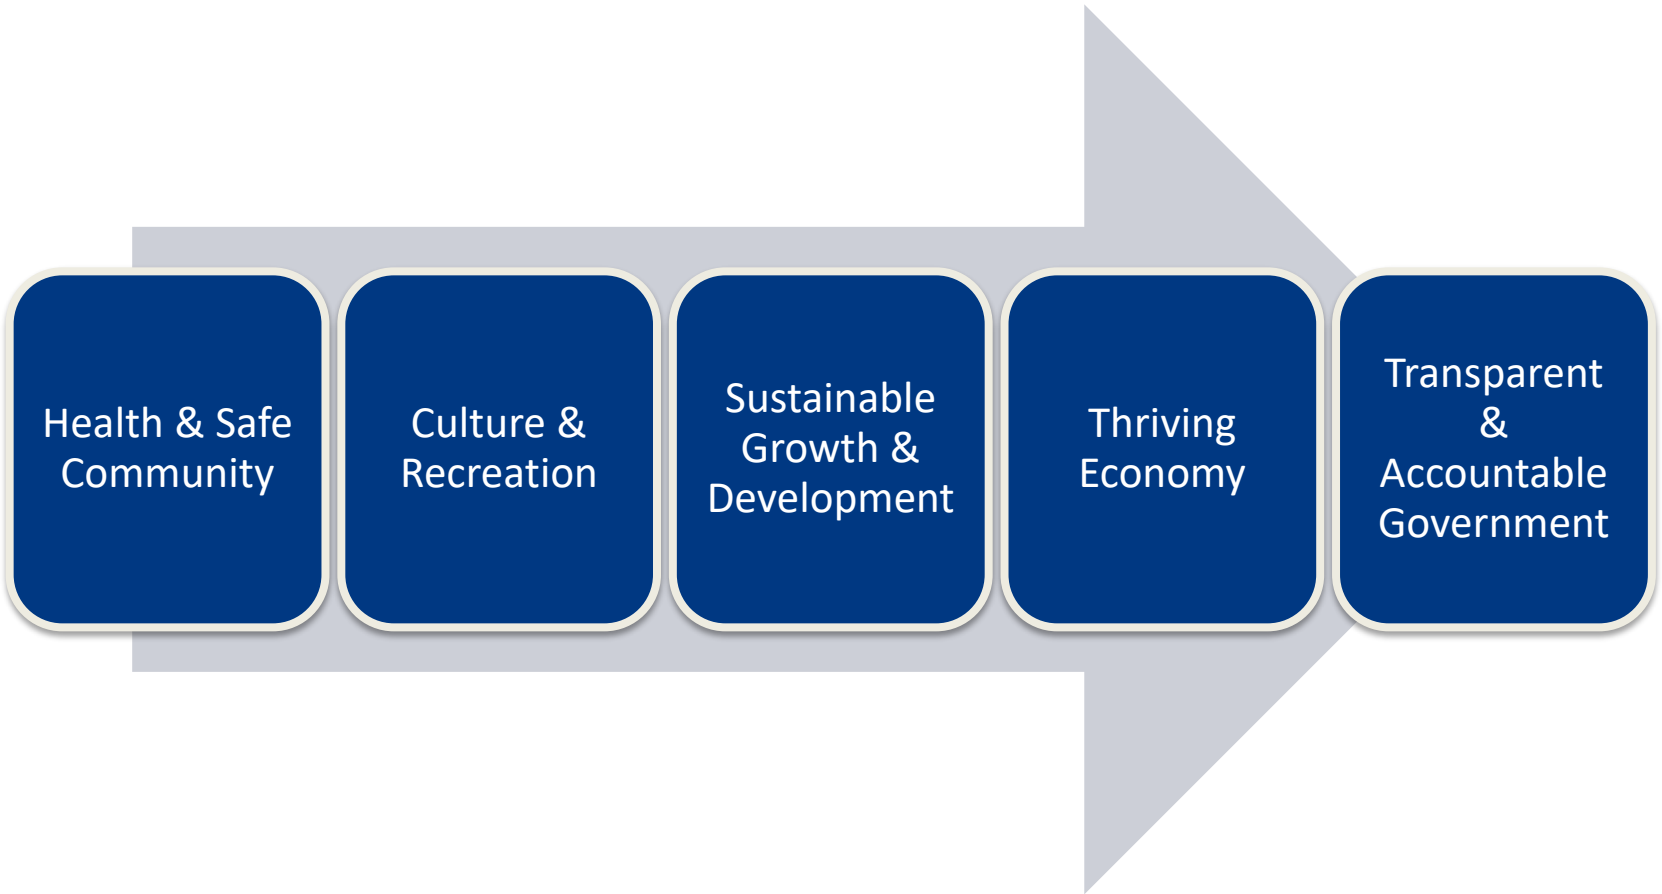 Health & Safe
Community
Culture &
Recreation
Sustainable
Growth &
Development
Thriving
Economy
Transparent
&
Accountable
Government